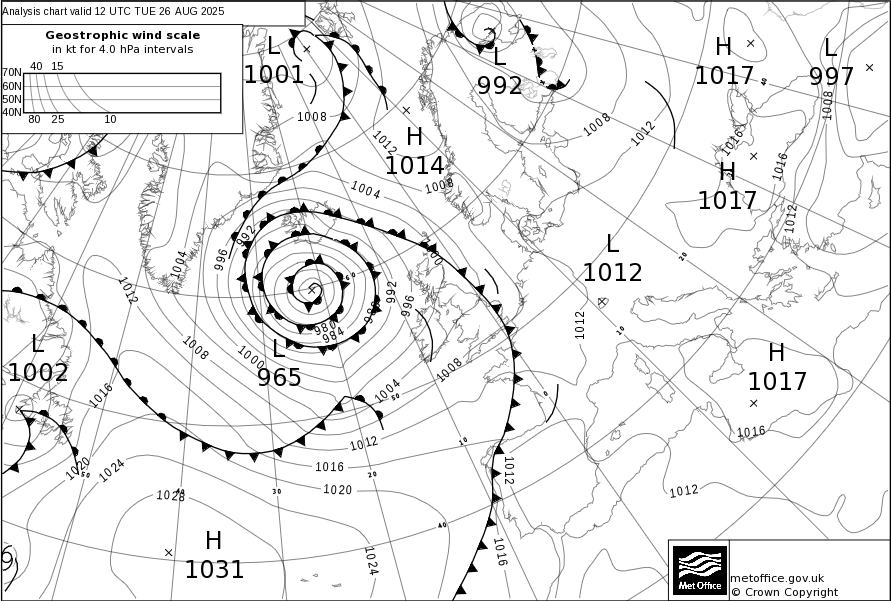 Analysis chart valid 12 UTC TUE 26 AUG 2025
Geostrophic wind scale
in kt for 4.0 hPa intervals
40 15
70N
60N
50N
40N
80 25 10
L
1001
L
992
H
1017
L
997
H
1014
H
1017
L
1012
L
965
L
1002
H
1017
H
1031
1008
1012
1004
1008
1008
1012
1016
1016
1008
1012
1004
996
992
1012
1008
1000
980
984
988
992
996
1000
1008
1004
1012
1016
1012
1016
1020
1024
1028
1012
1016
1020
1024
1016
1012
1012
1016
40
20
10
0
60
50
10
20
30
40
40
50
Met Office
metoffice.gov.uk
© Crown Copyright